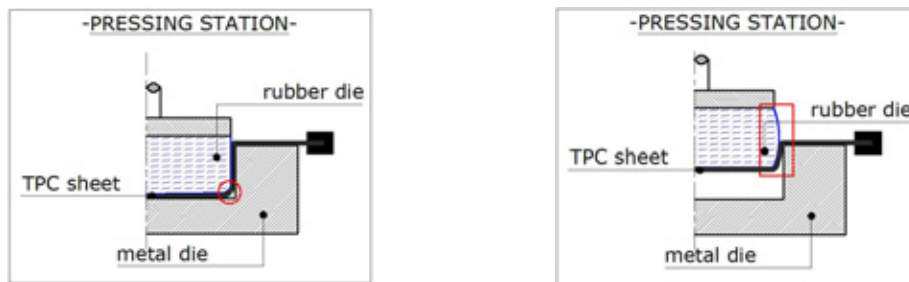 -PRESSING STATION-
rubber die
TPC sheet
metal die
-PRESSING STATION-
rubber die
TPC sheet
metal die